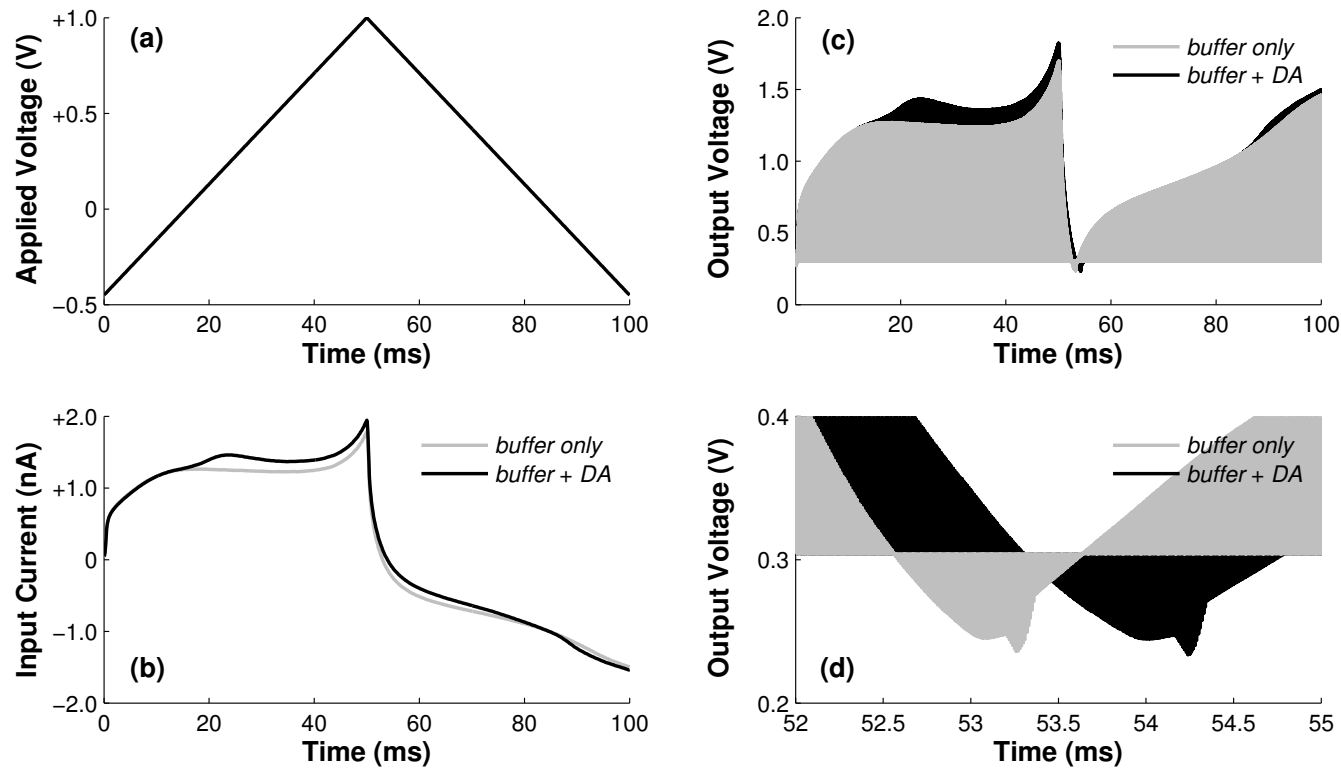 (a)
Applied Voltage (V)
+1.0
+0.5
0
−0.5
0 20 40 60 80 100
Time (ms)
(c)
Output Voltage (V)
2.0
1.5
1.0
0.5
0
20 40 60 80 100
Time (ms)
buffer only
buffer + DA
(b)
Input Current (nA)
+2.0
+1.0
0
−1.0
−2.0
0 20 40 60 80 100
Time (ms)
buffer only
buffer + DA
(d)
Output Voltage (V)
0.4
0.3
0.2
52 52.5 53 53.5 54 54.5 55
Time (ms)
buffer only
buffer + DA